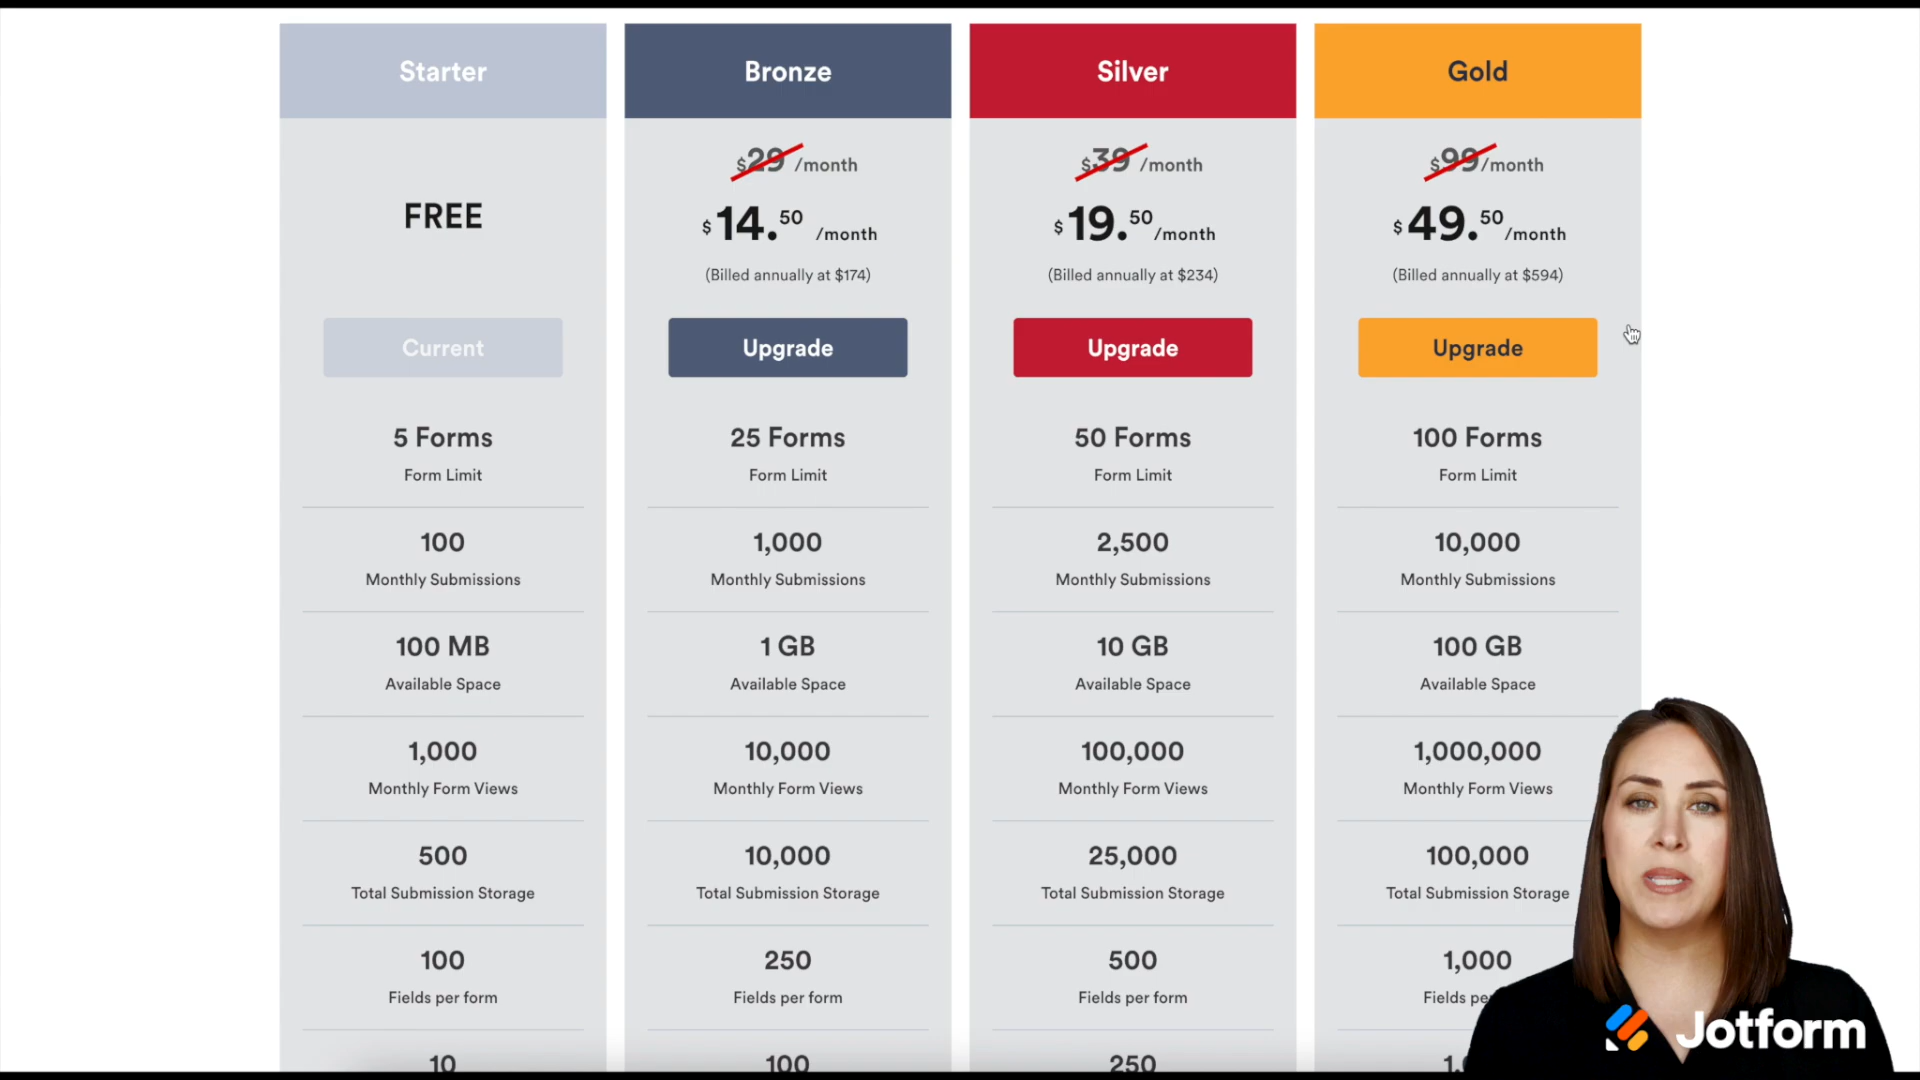 Starter
FREE
Current
5 Forms
Form Limit
100
Monthly Submissions
100 MB
Available Space
1,000
Monthly Form Views
500
Total Submission Storage
100
Fields per form
10
Bronze
$29 /month
$14.50 /month
(Billed annually at $174)
Upgrade
25 Forms
Form Limit
1,000
Monthly Submissions
1 GB
Available Space
10,000
Monthly Form Views
10,000
Total Submission Storage
250
Fields per form
100
Silver
$39 /month
$19.50 /month
(Billed annually at $234)
Upgrade
50 Forms
Form Limit
2,500
Monthly Submissions
10 GB
Available Space
100,000
Monthly Form Views
25,000
Total Submission Storage
500
Fields per form
250
Gold
$99/month
$49.50 /month
(Billed annually at $594)
Upgrade
100 Forms
Form Limit
10,000
Monthly Submissions
100 GB
Available Space
1,000,000
Monthly Form Views
100,000
Total Submission Storage
1,000
Fields
Jotform